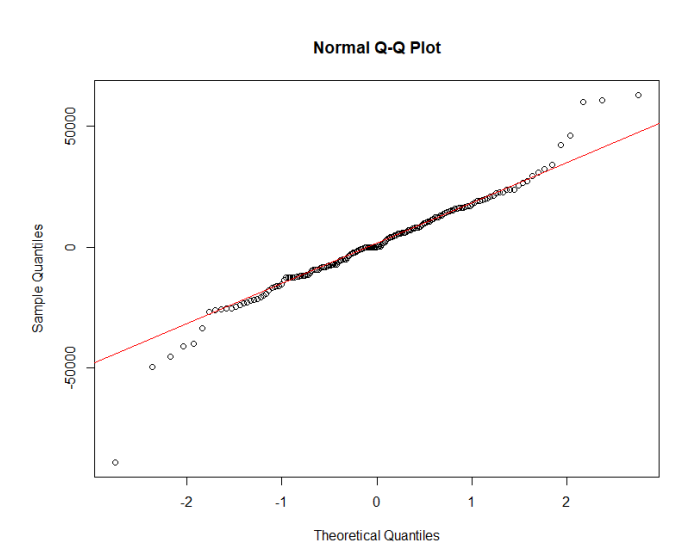 Normal Q-Q Plot
50000
0
-50000
Sample Quantiles
-2 -1 0 1 2
Theoretical Quantiles